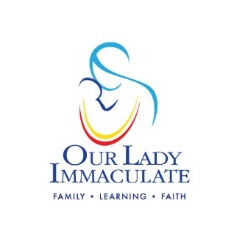 OUR LADY
IMMACULATE
FAMILY • LEARNING • FAITH